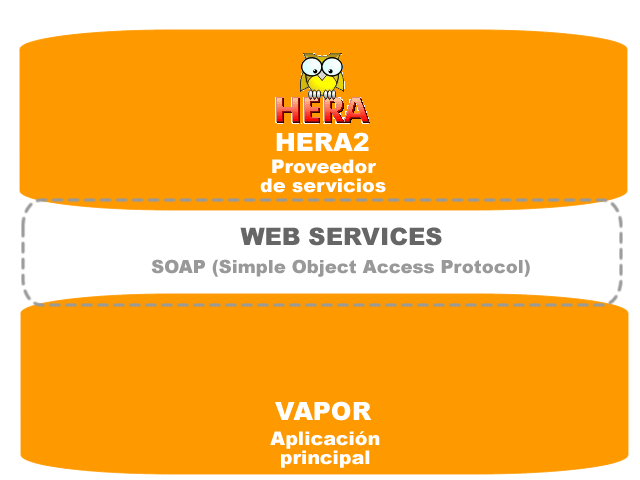 HERA
HERA2
Proveedor
de servicios
WEB SERVICES
SOAP (Simple Object Access Protocol)
VAPOR
Aplicación
principal